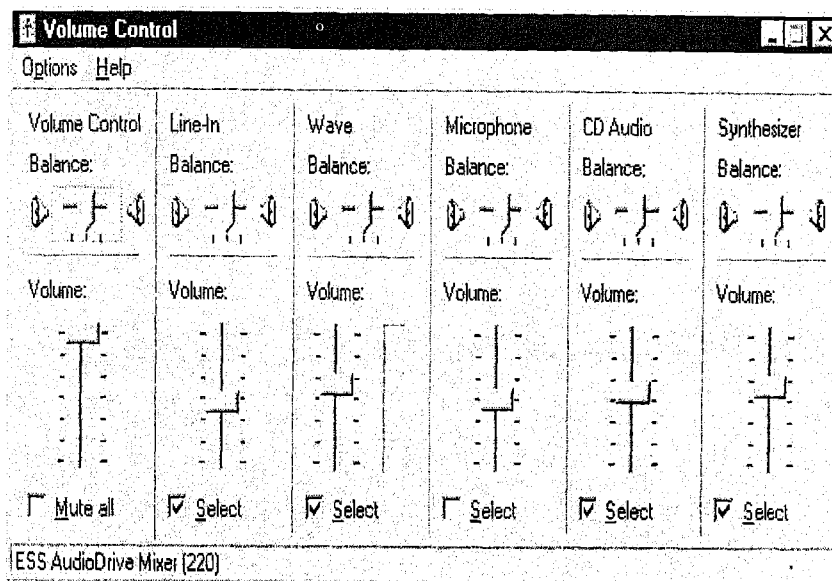 Volume Control
Options Help
Volume Control Line-In Wave Microphone CD Audio Synthesizer
Balance: Balance: Balance: Balance: Balance: Balance:
Volume: Volume: Volume: Volume: Volume: Volume:
Mute all Select Select Select Select Select
ESS AudioDrive Mixer (220)